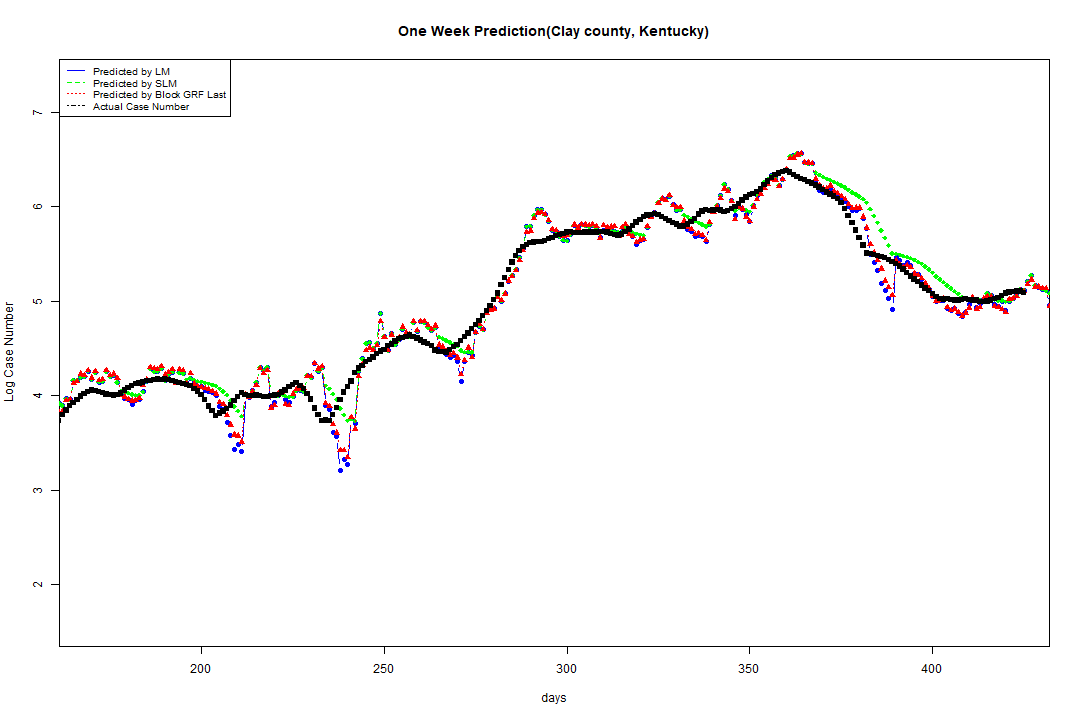 One Week Prediction(Clay county, Kentucky)
Predicted by LM
Predicted by SLM
Predicted by Block GRF Last
Actual Case Number
Log Case Number
7
6
5
4
3
2
200 250 300 350 400
days